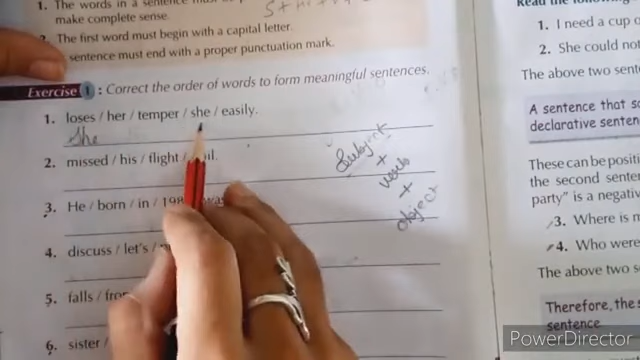 1. The words in a sentence must be
make complete sense.
S + 
2. The first word must begin with a capital letter.
sentence must end with a proper punctuation mark.
Exercise 1 : Correct the order of words to form meaningful sentences.
1. loses / her / temper / she / easily.
She
2. missed / his / flight /
3. He / born / in / 198
4. discuss / let's /
5. falls /
6. sister /
Subject
+
verb
+
object
Read the
1. I need a cup o
2. She could no
The above two sent
A sentence that s
declarative senten
These can be posit
the second sente
party" is a negativ
3. Where is m
4. Who were
The above two s
Therefore, the s
sentence
PowerDirector